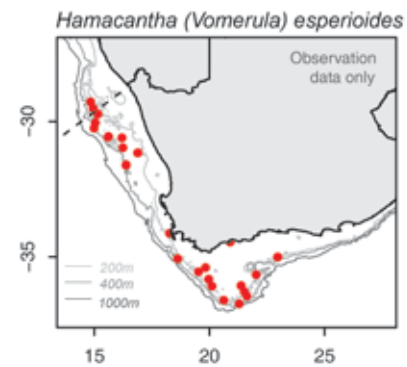 Hamacantha (Vomerula) esperioides
Observation
data only
−30
−35
200m
400m
1000m
15
20
25